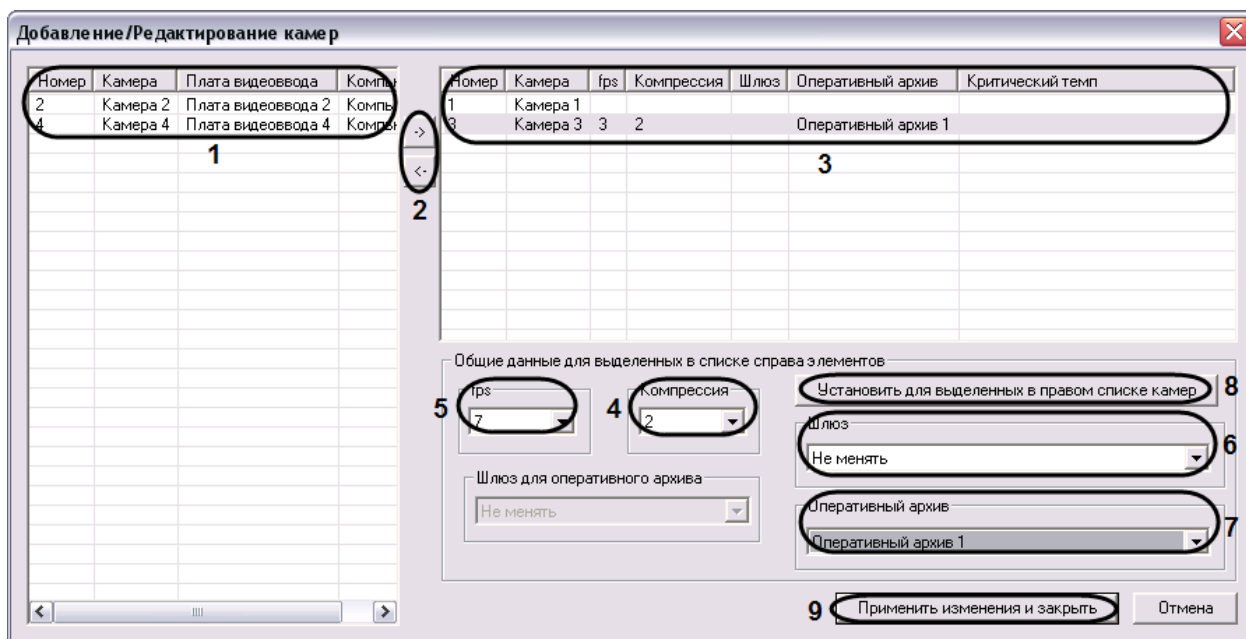 Добавление/Редактирование камер
Номер Камера Плата видеоввода Компь
2 Камера 2 Плата видеоввода 2 Компь
4 Камера 4 Плата видеоввода 4 Компьн
1
->
<-
2
Номер Камера fps Компрессия Шлюз Оперативный архив Критический темп
1 Камера 1
3 Камера 3 3 2 Оперативный архив 1
3
Общие данные для выделенных в списке справа элементов
fps
5
7
Компрессия
4
2
Установить для выделенных в правом списке камер
8
Шлюз
Не менять
6
Шлюз для оперативного архива
Не менять
Оперативный архив
Оперативный архив 1
7
9
Применить изменения и закрыть
Отмена